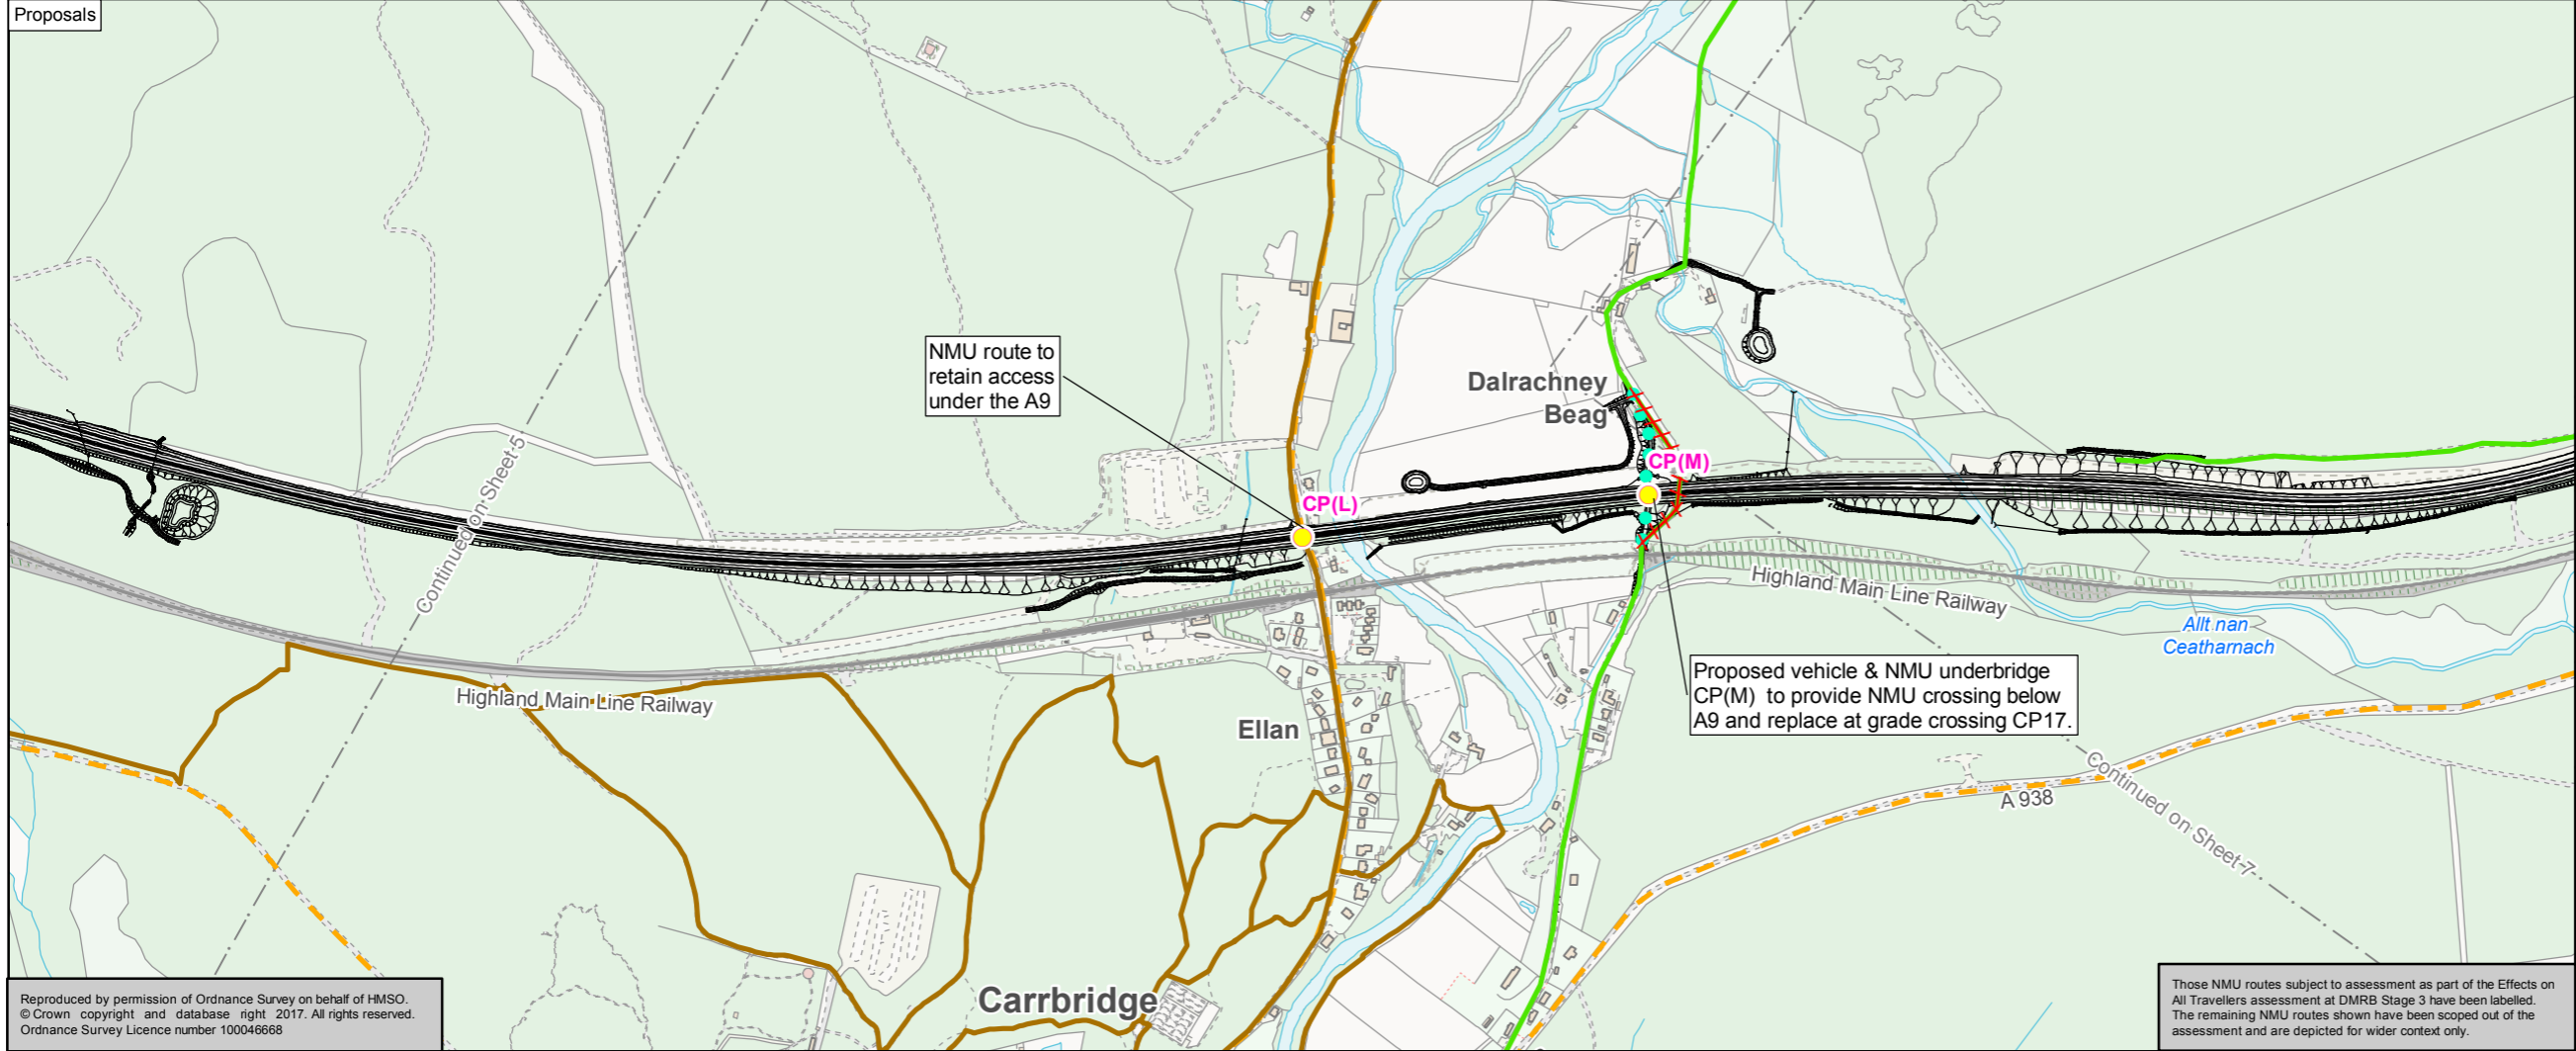 Proposals
NMU route to
retain access
under the A9
Dalrachney
Beag
CP(M)
CP(L)
Continued on Sheet 5
Highland Main Line Railway
Allt nan
Ceatharnach
Highland Main Line Railway
Proposed vehicle & NMU underbridge
CP(M) to provide NMU crossing below
A9 and replace at grade crossing CP17.
Ellan
A 938
Continued on Sheet 7
Carrbridge
Reproduced by permission of Ordnance Survey on behalf of HMSO.
© Crown copyright and database right 2017. All rights reserved.
Ordnance Survey Licence number 100046668
Those NMU routes subject to assessment as part of the Effects on
All Travellers assessment at DMRB Stage 3 have been labelled.
The remaining NMU routes shown have been scoped out of the
assessment and are depicted for wider context only.